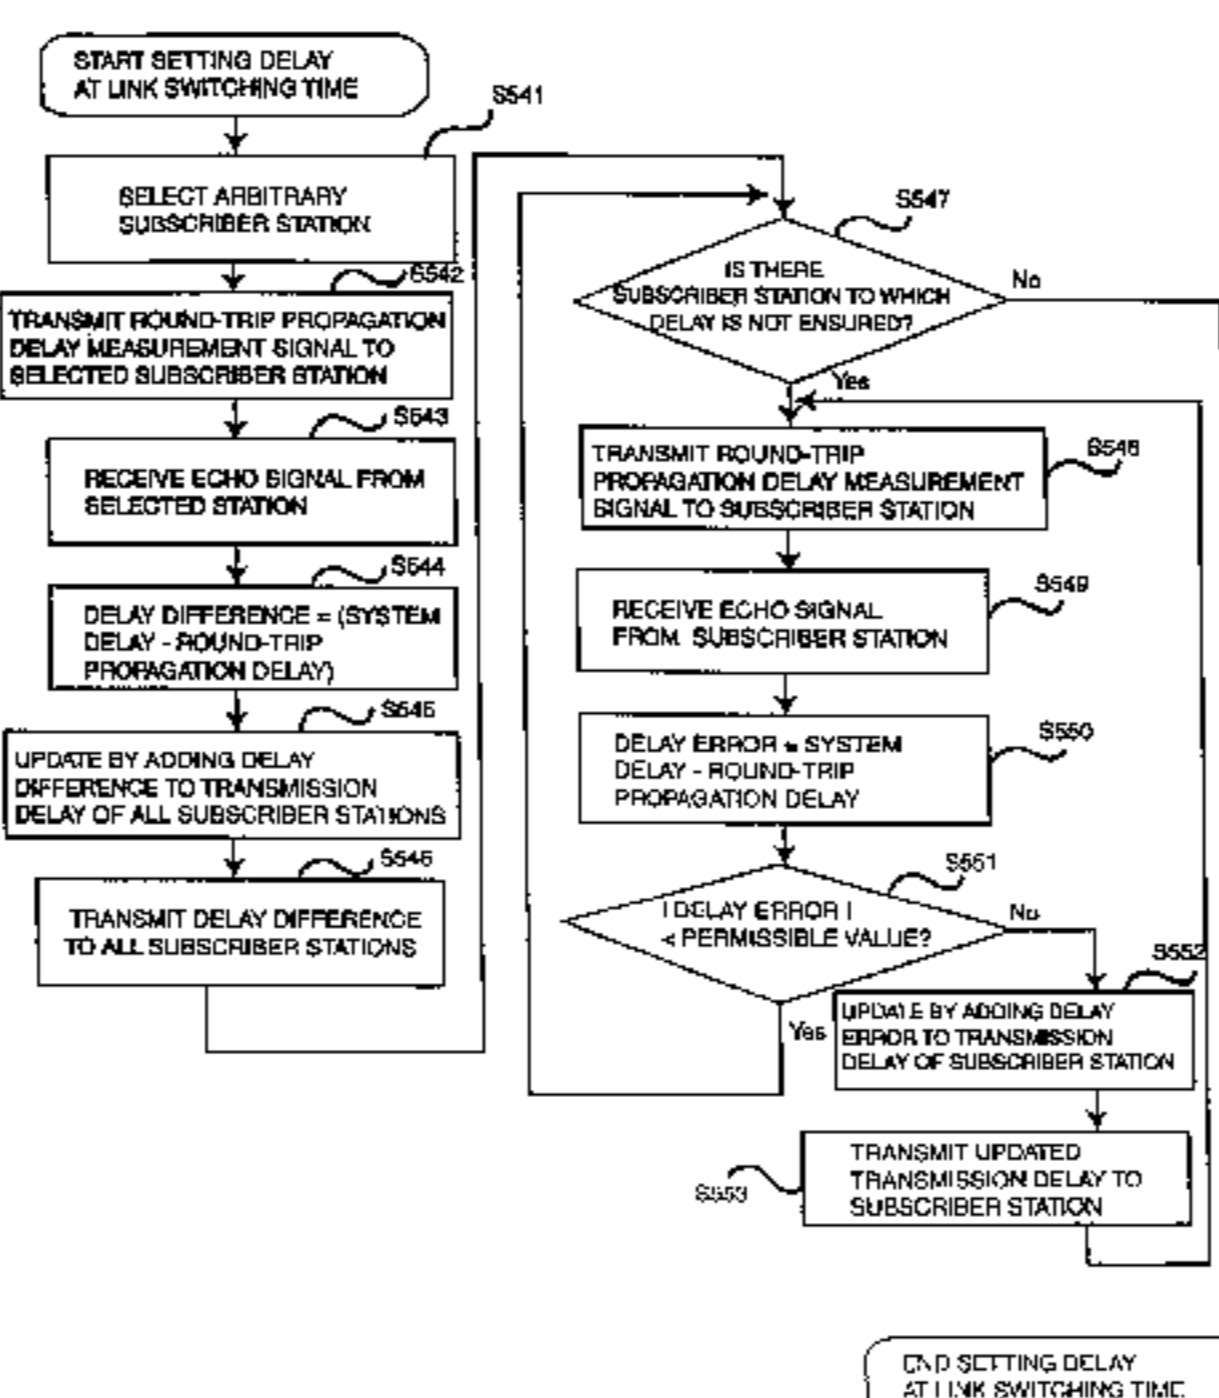 START SETTING DELAY
AT LINK SWITCHING TIME
S541
SELECT ARBITRARY
SUBSCRIBER STATION
S542
TRANSMIT ROUND-TRIP PROPAGATION
DELAY MEASUREMENT SIGNAL TO
SELECTED SUBSCRIBER STATION
S543
RECEIVE ECHO SIGNAL FROM
SELECTED STATION
S544
DELAY DIFFERENCE = (SYSTEM
DELAY - ROUND-TRIP
PROPAGATION DELAY)
S545
UPDATE BY ADDING DELAY
DIFFERENCE TO TRANSMISSION
DELAY OF ALL SUBSCRIBER STATIONS
S546
TRANSMIT DELAY DIFFERENCE
TO ALL SUBSCRIBER STATIONS
S547
IS THERE
SUBSCRIBER STATION TO WHICH
DELAY IS NOT ENSURED?
No
Yes
S548
TRANSMIT ROUND-TRIP
PROPAGATION DELAY MEASUREMENT
SIGNAL TO SUBSCRIBER STATION
S549
RECEIVE ECHO SIGNAL
FROM SUBSCRIBER STATION
S550
DELAY ERROR = SYSTEM
DELAY - ROUND-TRIP
PROPAGATION DELAY
S551
| DELAY ERROR |
< PERMISSIBLE VALUE?
No
Yes
S552
UPDATE BY ADDING DELAY
ERROR TO TRANSMISSION
DELAY OF SUBSCRIBER STATION
S553
TRANSMIT UPDATED
TRANSMISSION DELAY TO
SUBSCRIBER STATION
END SETTING DELAY
AT LINK SWITCHING TIME